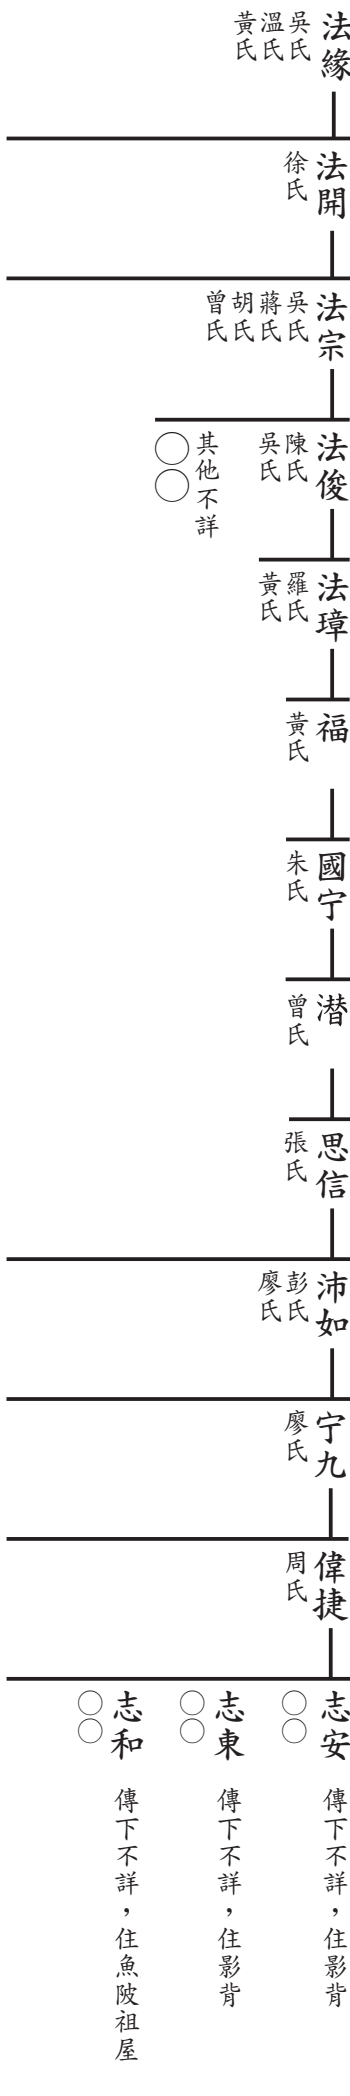 法緣
吳氏
溫氏
黃氏
法開
徐氏
法宗
吳氏
蔣氏
胡氏
曾氏
法俊
陳氏
吳氏
其他不詳
○○
法璋
羅氏
黃氏
福
黃氏
國宁
朱氏
潛
曾氏
思信
張氏
沛如
彭氏
廖氏
宁九
廖氏
偉捷
周氏
志安 傳下不詳,住影背
○○
志東 傳下不詳,住影背
○○
志和 傳下不詳,住魚陂祖屋
○○